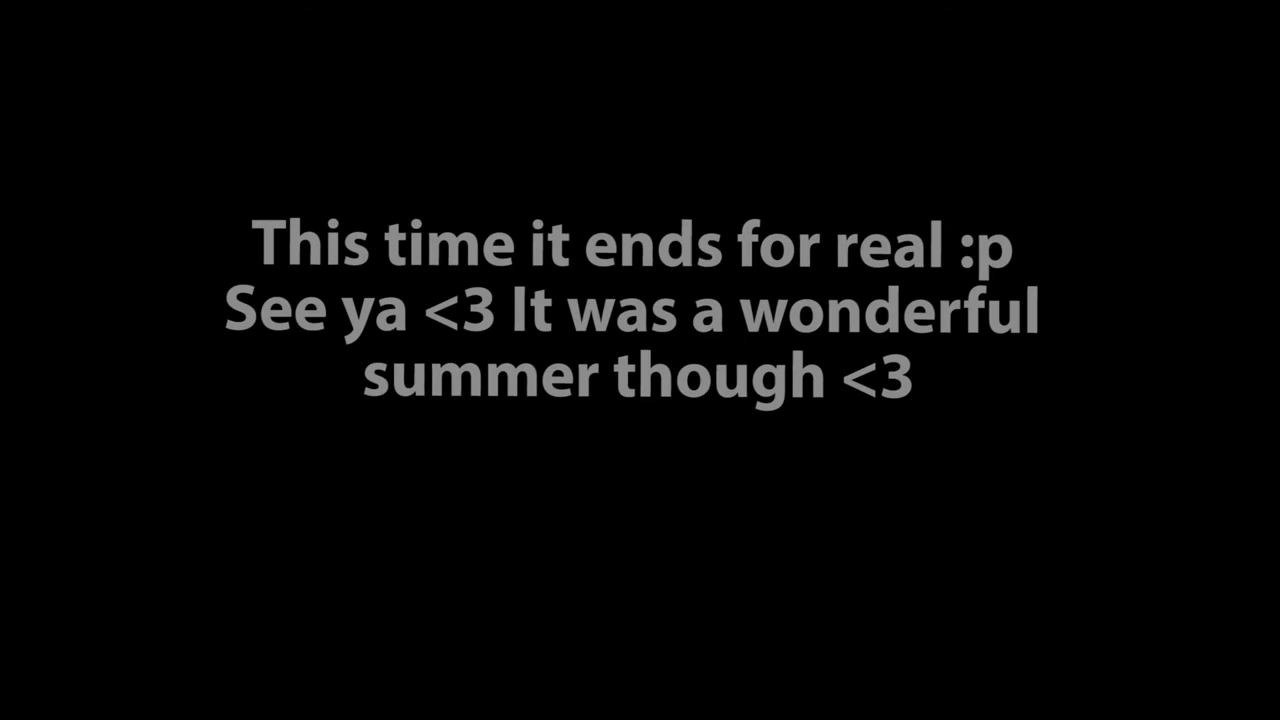 This time it ends for real :p
See ya <3 It was a wonderful
summer though <3